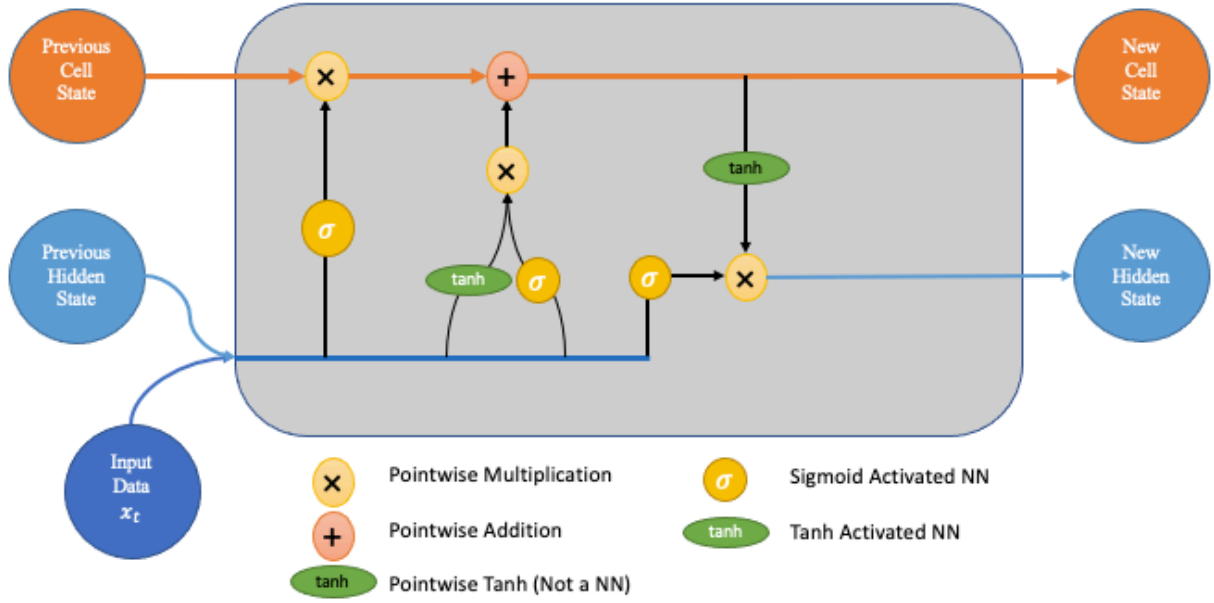 Previous
Cell
State
×
+
New
Cell
State
×
tanh
Previous
Hidden
State
σ
tanh
σ
σ
×
New
Hidden
State
Input
Data
xₜ
× Pointwise Multiplication
σ Sigmoid Activated NN
+ Pointwise Addition
tanh Tanh Activated NN
tanh Pointwise Tanh (Not a NN)